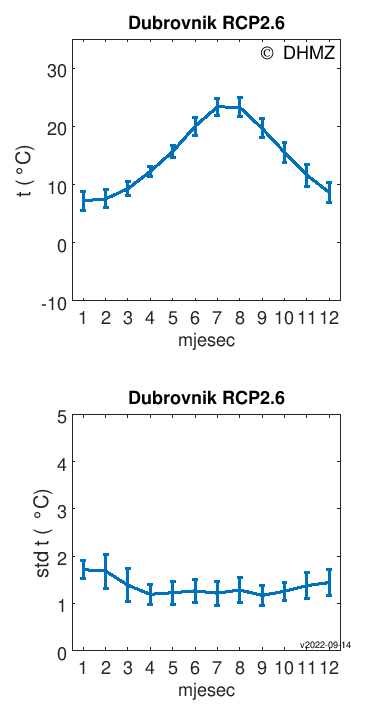 Dubrovnik RCP2.6
© DHMZ
30
20
10
0
-10
t ( °C)
1 2 3 4 5 6 7 8 9 10 11 12
mjesec
Dubrovnik RCP2.6
5
4
3
2
1
0
std t ( °C)
v2022-09-14
1 2 3 4 5 6 7 8 9 10 11 12
mjesec